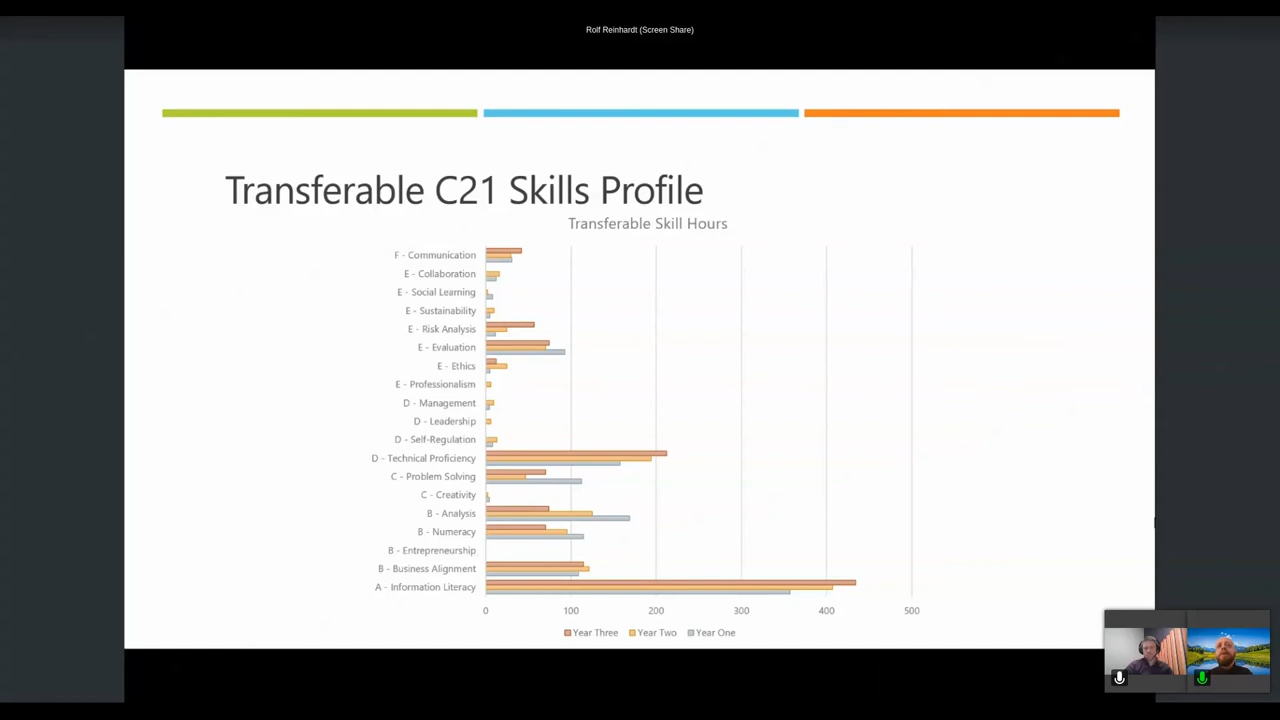 Rolf Reinhardt (Screen Share)
Transferable C21 Skills Profile
Transferable Skill Hours
F - Communication
E - Collaboration
E - Social Learning
E - Sustainability
E - Risk Analysis
E - Evaluation
E - Ethics
E - Professionalism
D - Management
D - Leadership
D - Self-Regulation
D - Technical Proficiency
C - Problem Solving
C - Creativity
B - Analysis
B - Numeracy
B - Entrepreneurship
B - Business Alignment
A - Information Literacy
0 100 200 300 400 500
Year Three Year Two Year One